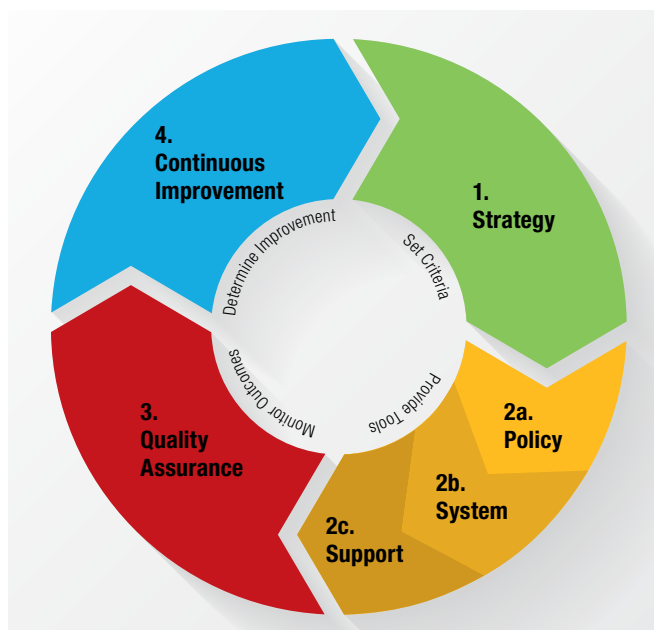 1.
Strategy
2a.
Policy
2b.
System
2c.
Support
3.
Quality
Assurance
4.
Continuous
Improvement
Set Criteria
Provide Tools
Monitor Outcomes
Determine Improvement